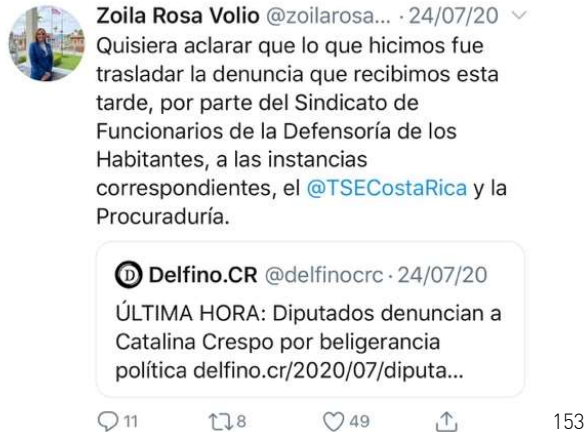 Zoila Rosa Volio @zoilarosa... · 24/07/20
Quisiera aclarar que lo que hicimos fue
trasladar la denuncia que recibimos esta
tarde, por parte del Sindicato de
Funcionarios de la Defensoría de los
Habitantes, a las instancias
correspondientes, el @TSECostaRica y la
Procuraduría.
D Delfino.CR @delfinocrc · 24/07/20
ÚLTIMA HORA: Diputados denuncian a
Catalina Crespo por beligerancia
política delfino.cr/2020/07/diputa...
11 8 49 153